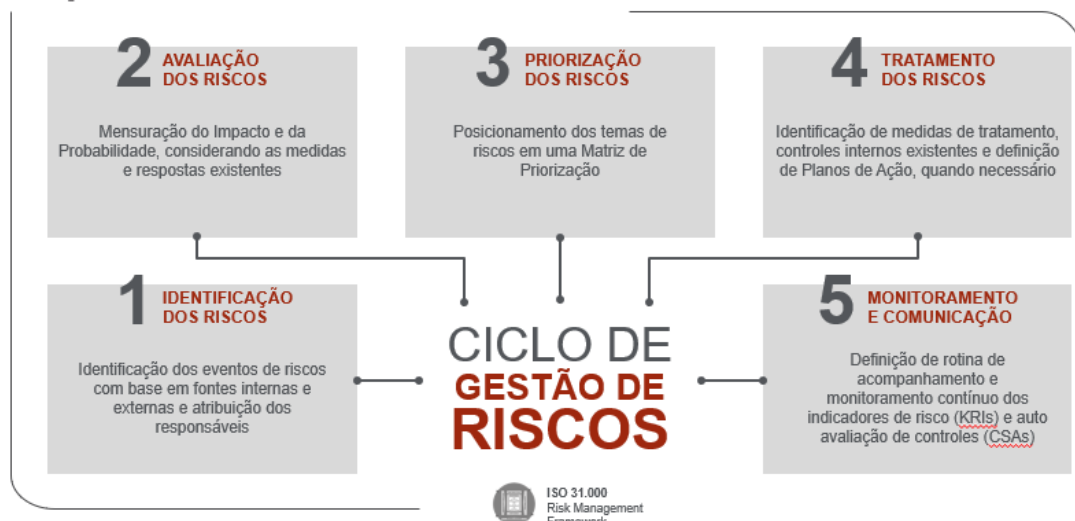 2 AVALIAÇÃO
DOS RISCOS
Mensuração do Impacto e da
Probabilidade, considerando as medidas
e respostas existentes
3 PRIORIZAÇÃO
DOS RISCOS
Posicionamento dos temas de
riscos em uma Matriz de
Priorização
4 TRATAMENTO
DOS RISCOS
Identificação de medidas de tratamento,
controles internos existentes e definição
de Planos de Ação, quando necessário
1 IDENTIFICAÇÃO
DOS RISCOS
Identificação dos eventos de riscos
com base em fontes internas e
externas e atribuição dos
responsáveis
CICLO DE
GESTÃO DE
RISCOS
5 MONITORAMENTO
E COMUNICAÇÃO
Definição de rotina de
acompanhamento e
monitoramento contínuo dos
indicadores de risco (KRIs) e auto
avaliação de controles (CSAs)
ISO 31.000
Risk Management
Framework